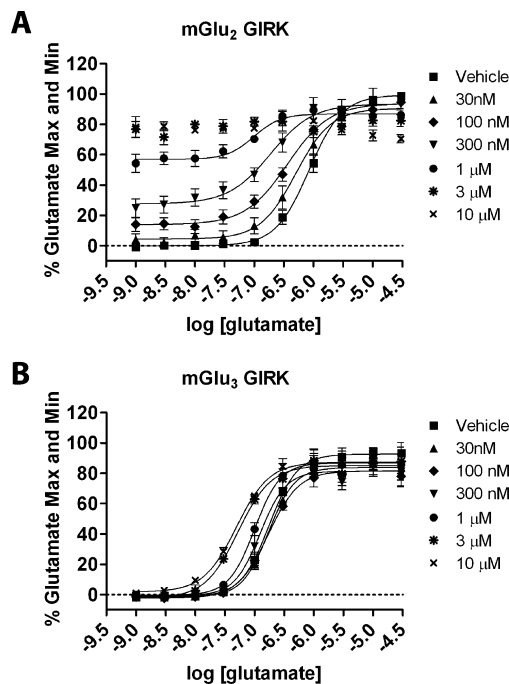 A
mGlu2 GIRK
% Glutamate Max and Min
120
100
80
60
40
20
0
-9.5
-9.0
-8.5
-8.0
-7.5
-7.0
-6.5
-6.0
-5.5
-5.0
-4.5
log [glutamate]
Vehicle
30nM
100 nM
300 nM
1 μM
3 μM
10 μM
B
mGlu3 GIRK
% Glutamate Max and Min
120
100
80
60
40
20
0
-9.5
-9.0
-8.5
-8.0
-7.5
-7.0
-6.5
-6.0
-5.5
-5.0
-4.5
log [glutamate]
Vehicle
30nM
100 nM
300 nM
1 μM
3 μM
10 μM